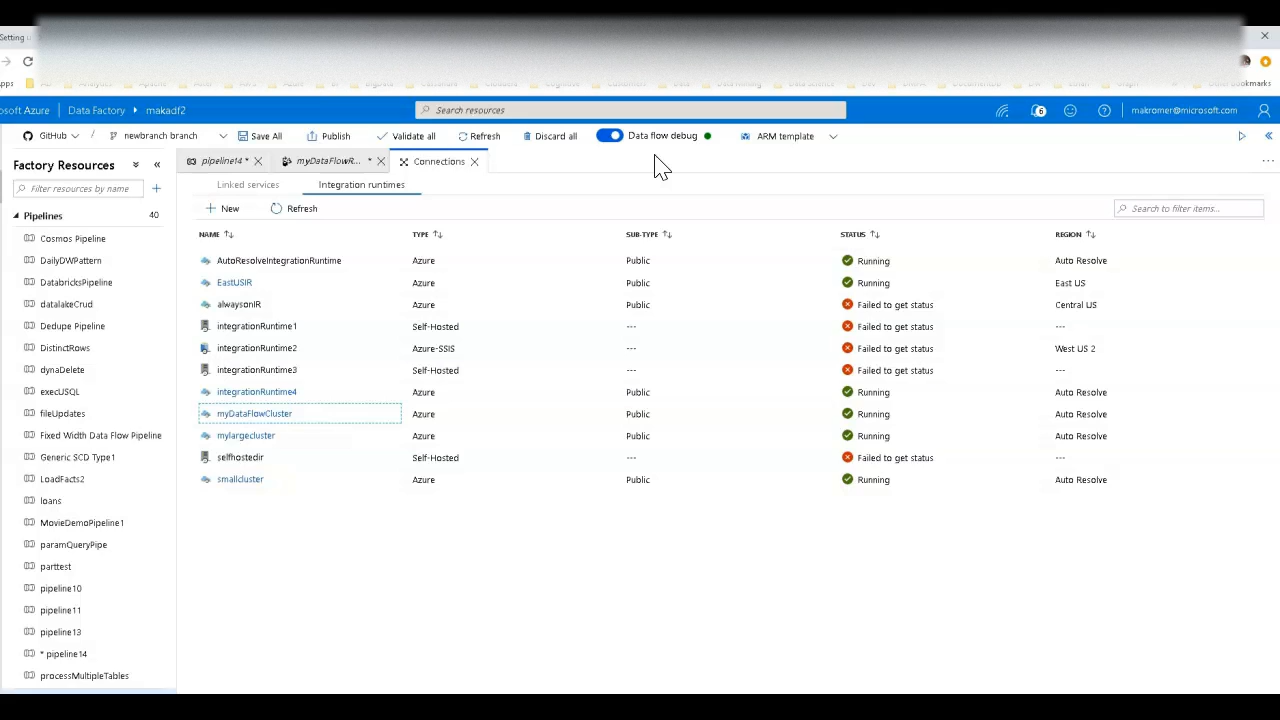 Setting
osoft Azure Data Factory makadf2 Search resources 6 makromer@microsoft.com
GitHub / newbranch branch Save All Publish Validate all Refresh Discard all Data flow debug ARM template
Factory Resources
pipeline14 * myDataFlowR... * Connections
Filter resources by name
Linked services Integration runtimes
New Refresh Search to filter items...
NAME TYPE SUB-TYPE STATUS REGION
AutoResolveIntegrationRuntime Azure Public Running Auto Resolve
EastUSIR Azure Public Running East US
alwaysonIR Azure Public Failed to get status Central US
integrationRuntime1 Self-Hosted --- Failed to get status ---
integrationRuntime2 Azure-SSIS --- Failed to get status West US 2
integrationRuntime3 Self-Hosted --- Failed to get status ---
integrationRuntime4 Azure Public Running Auto Resolve
myDataFlowCluster Azure Public Running Auto Resolve
mylargecluster Azure Public Running Auto Resolve
selfhostedir Self-Hosted --- Failed to get status ---
smallcluster Azure Public Running Auto Resolve
Pipelines 40
Cosmos Pipeline
DailyDWPattern
DatabricksPipeline
datalakeCrud
Dedupe Pipeline
DistinctRows
dynaDelete
execUSQL
fileUpdates
Fixed Width Data Flow Pipeline
Generic SCD Type1
LoadFacts2
loans
MovieDemoPipeline1
paramQueryPipe
parttest
pipeline10
pipeline11
pipeline13
* pipeline14
processMultipleTables